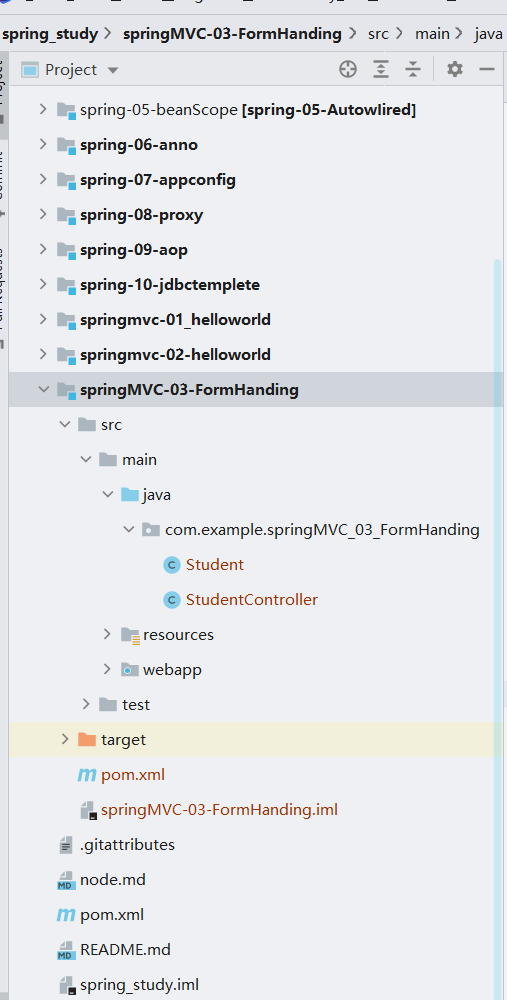 spring_study > springMVC-03-FormHanding > src > main > java
Project
spring-05-beanScope [spring-05-Autowlired]
spring-06-anno
spring-07-appconfig
spring-08-proxy
spring-09-aop
spring-10-jdbctemplete
springmvc-01_helloworld
springmvc-02-helloworld
springMVC-03-FormHanding
src
main
java
com.example.springMVC_03_FormHanding
Student
StudentController
resources
webapp
test
target
pom.xml
springMVC-03-FormHanding.iml
.gitattributes
node.md
pom.xml
README.md
spring_study.iml